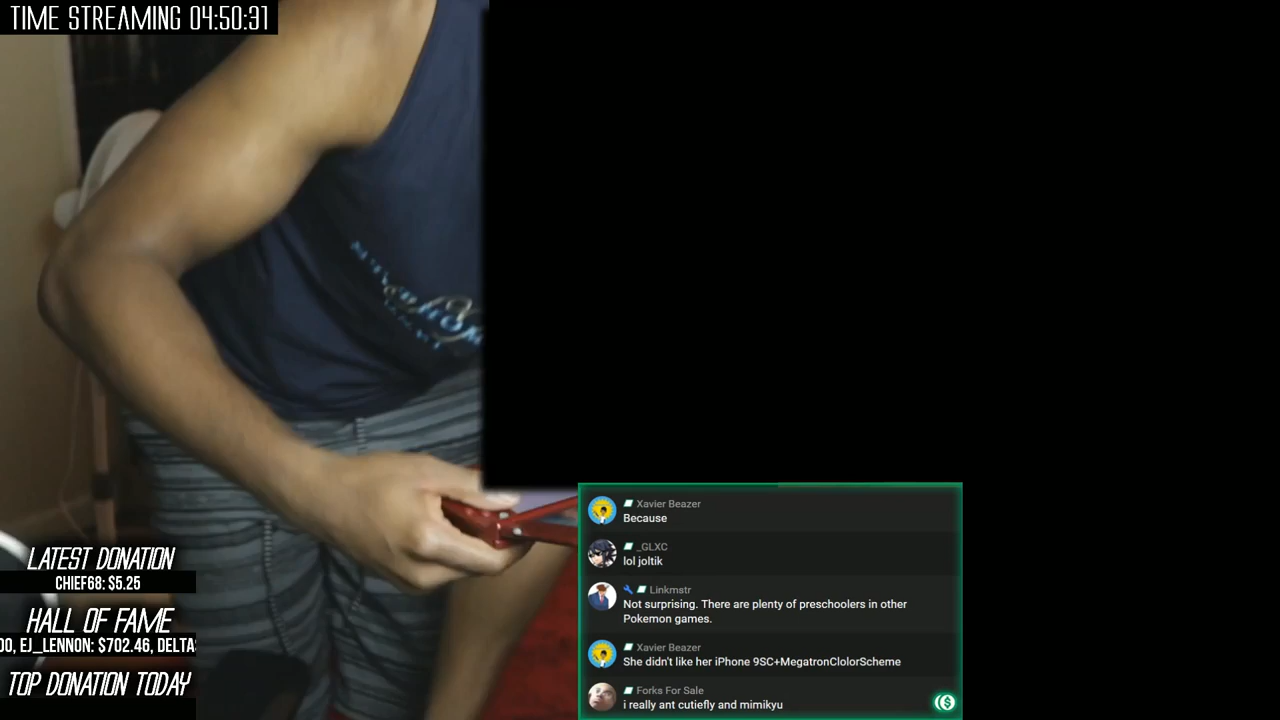 TIME STREAMING 04:50:31
LATEST DONATION
CHIEF68: $5.25
HALL OF FAME
00, EJ_LENNON: $702.46, DELTA
TOP DONATION TODAY
Xavier Beazer
Because
_GLXC
lol joltik
Linkmstr
Not surprising. There are plenty of preschoolers in other
Pokemon games.
Xavier Beazer
She didn't like her iPhone 9SC+MegatronClolorScheme
Forks For Sale
i really ant cutiefly and mimikyu